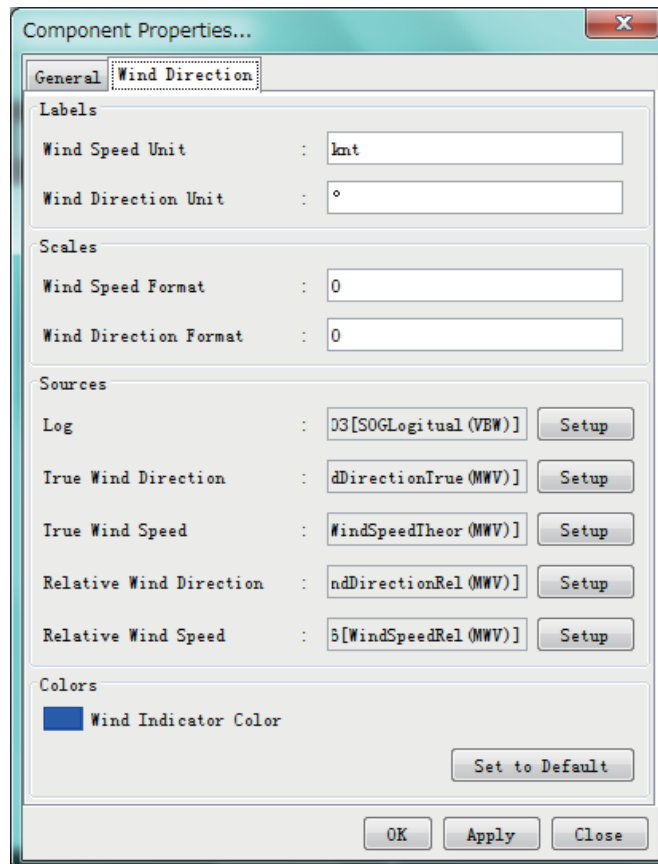 Component Properties...
General Wind Direction
Labels
Wind Speed Unit : knt
Wind Direction Unit : °
Scales
Wind Speed Format : 0
Wind Direction Format : 0
Sources
Log : 03[SOGLogitual(VBW)] Setup
True Wind Direction : dDirectionTrue(MWV)] Setup
True Wind Speed : WindSpeedTheor(MWV)] Setup
Relative Wind Direction : ndDirectionRel(MWV)] Setup
Relative Wind Speed : 6[WindSpeedRel(MWV)] Setup
Colors
Wind Indicator Color
Set to Default
OK Apply Close